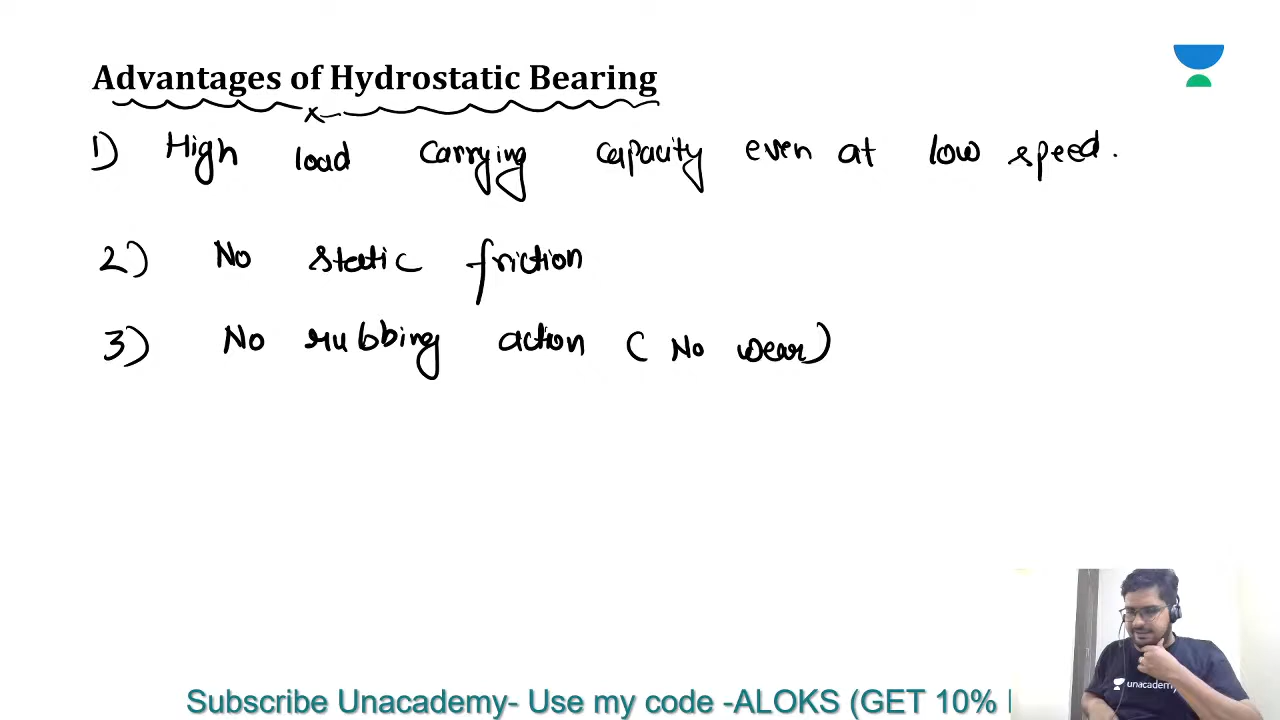 Advantages of Hydrostatic Bearing
1) High load carrying capacity even at low speed.
2) No static friction
3) No rubbing action (No wear)
unacademy
Subscribe Unacademy- Use my code -ALOKS (GET 10%